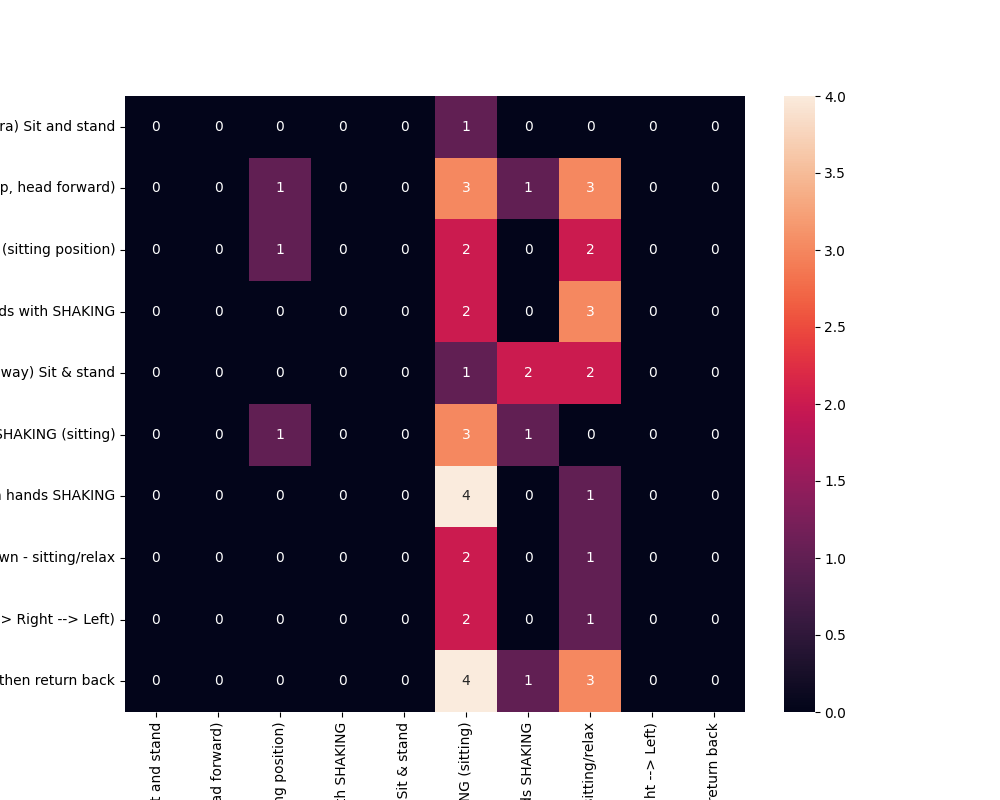 ra) Sit and stand 0 0 0 0 0 1 0 0 0 0
p, head forward) 0 0 1 0 0 3 1 3 0 0
(sitting position) 0 0 1 0 0 2 0 2 0 0
ds with SHAKING 0 0 0 0 0 2 0 3 0 0
way) Sit & stand 0 0 0 0 0 1 2 2 0 0
SHAKING (sitting) 0 0 1 0 0 3 1 0 0 0
hands SHAKING 0 0 0 0 0 4 0 1 0 0
wn - sitting/relax 0 0 0 0 0 2 0 1 0 0
> Right --> Left) 0 0 0 0 0 2 0 1 0 0
then return back 0 0 0 0 0 4 1 3 0 0
t and stand
ad forward)
ng position)
th SHAKING
Sit & stand
NG (sitting)
ds SHAKING
sitting/relax
ht --> Left)
return back
4.0
3.5
3.0
2.5
2.0
1.5
1.0
0.5
0.0